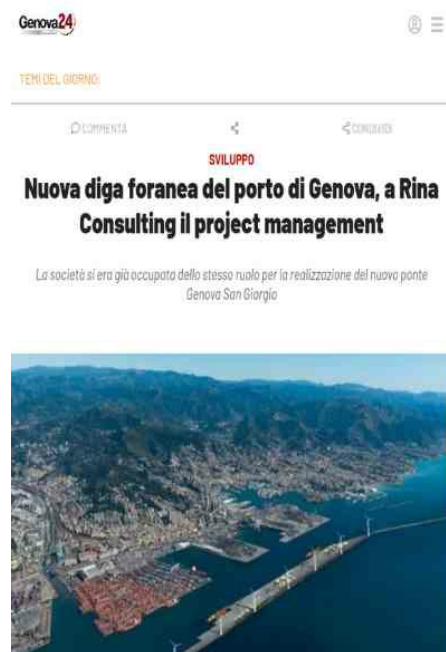 Genova24
TEMI DEL GIORNO:
COMMENTA
CONDIVIDI
SVILUPPO
Nuova diga foranea del porto di Genova, a Rina
Consulting il project management
La società si era già occupata dello stesso ruolo per la realizzazione del nuovo ponte
Genova San Giorgio